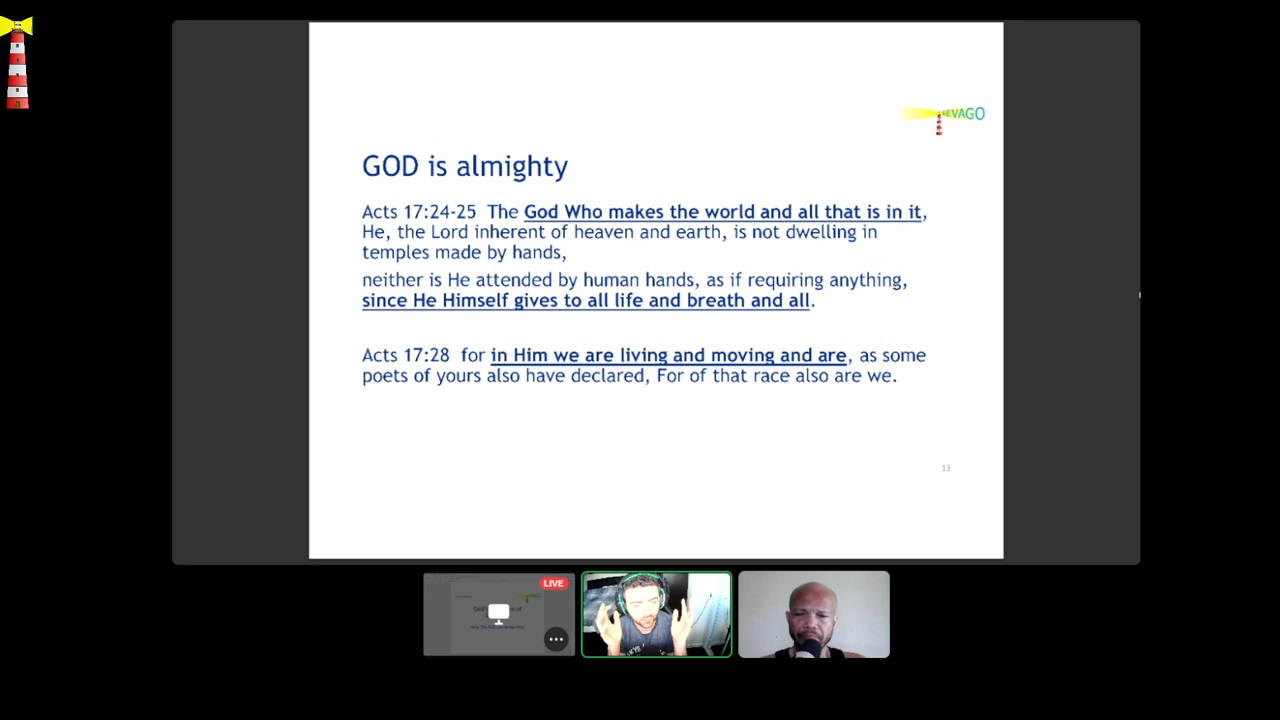 EVAGO
GOD is almighty
Acts 17:24-25 The God Who makes the world and all that is in it,
He, the Lord inherent of heaven and earth, is not dwelling in
temples made by hands,
neither is He attended by human hands, as if requiring anything,
since He Himself gives to all life and breath and all.
Acts 17:28 for in Him we are living and moving and are, as some
poets of yours also have declared, For of that race also are we.
13
LIVE